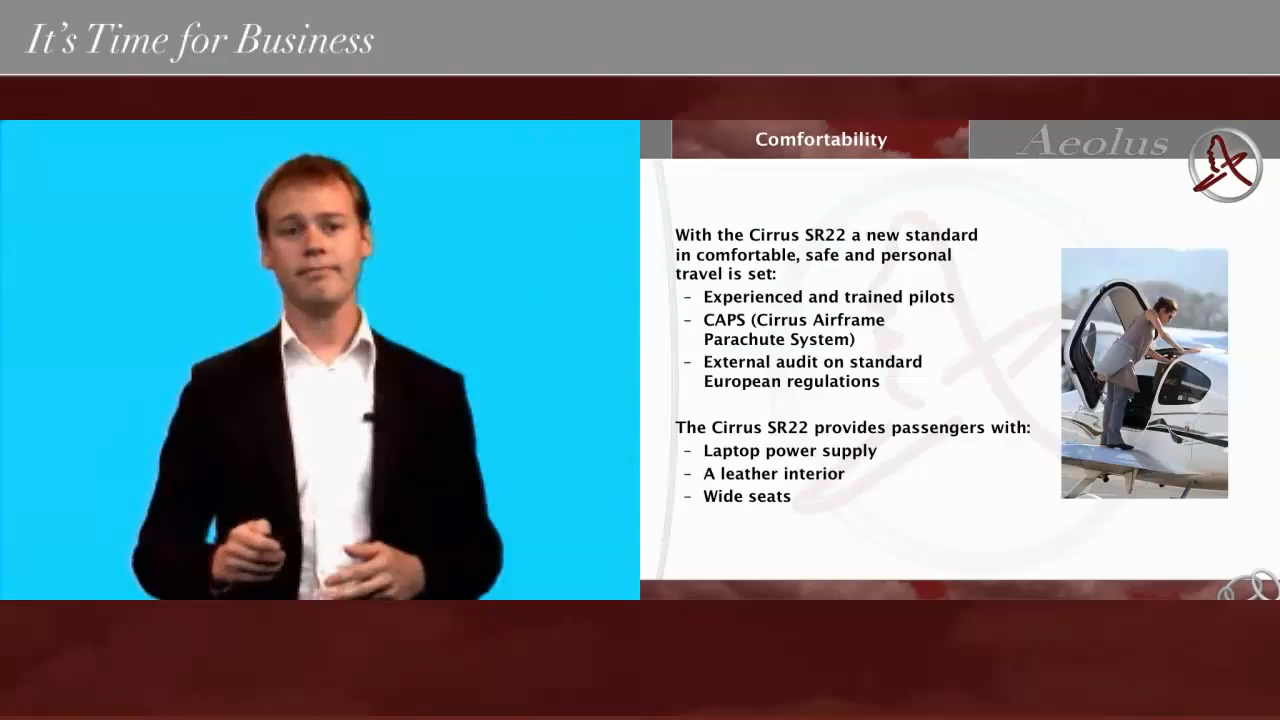 It's Time for Business
Comfortability
Aeolus
With the Cirrus SR22 a new standard
in comfortable, safe and personal
travel is set:
– Experienced and trained pilots
– CAPS (Cirrus Airframe
Parachute System)
– External audit on standard
European regulations
The Cirrus SR22 provides passengers with:
– Laptop power supply
– A leather interior
– Wide seats